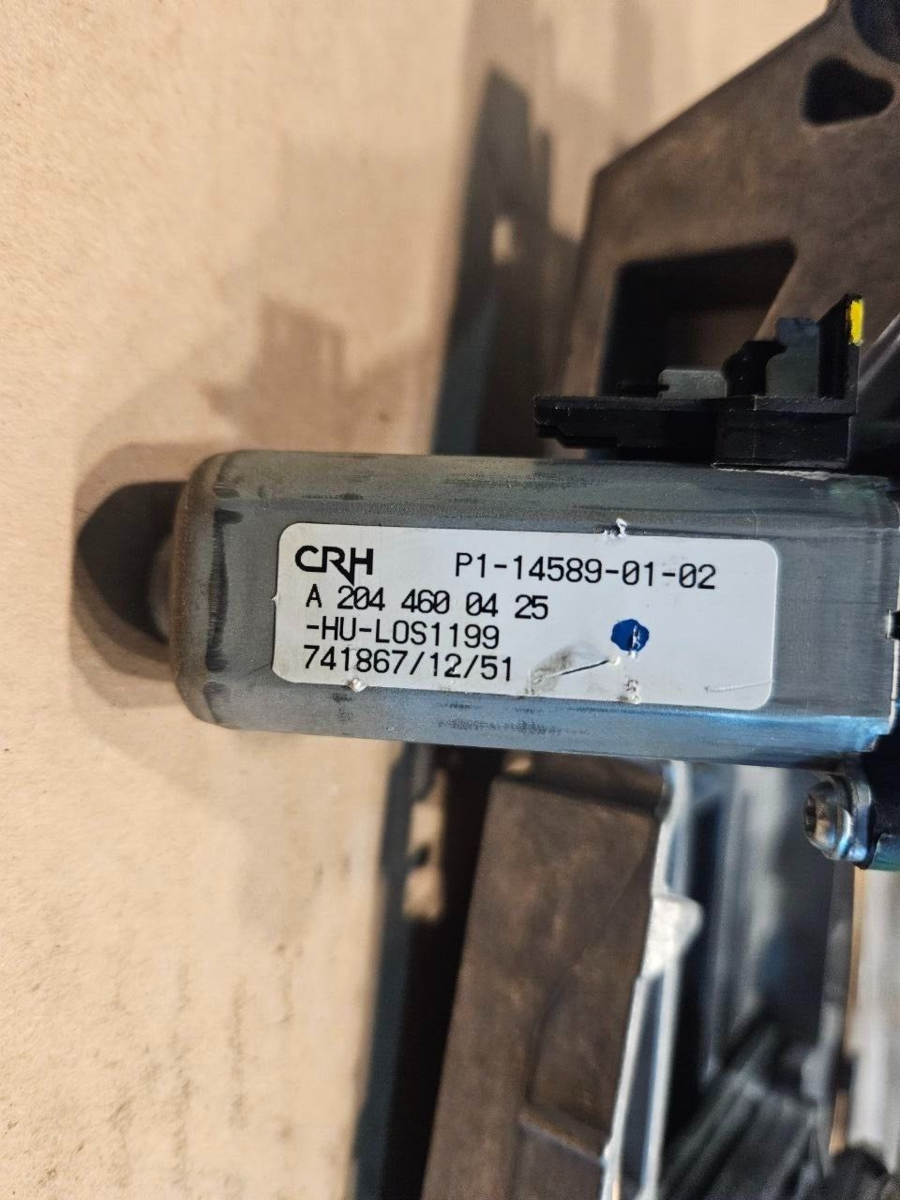 CRH P1-14589-01-02
A 204 460 04 25
-HU-LOS1199
741867/12/51